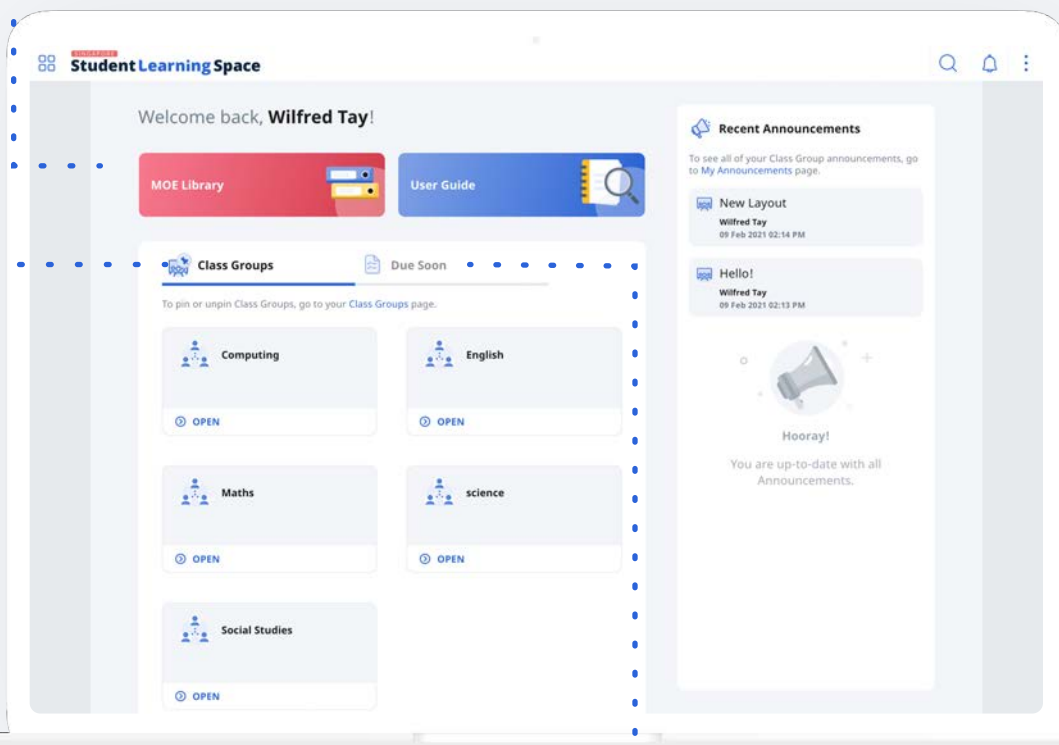 SINGAPORE
Student Learning Space
Welcome back, Wilfred Tay!
MOE Library
User Guide
Class Groups
Due Soon
To pin or unpin Class Groups, go to your Class Groups page.
Computing
OPEN
English
OPEN
Maths
OPEN
science
OPEN
Social Studies
OPEN
Recent Announcements
To see all of your Class Group announcements, go
to My Announcements page.
New Layout
Wilfred Tay
09 Feb 2021 02:14 PM
Hello!
Wilfred Tay
09 Feb 2021 02:13 PM
Hooray!
You are up-to-date with all
Announcements.